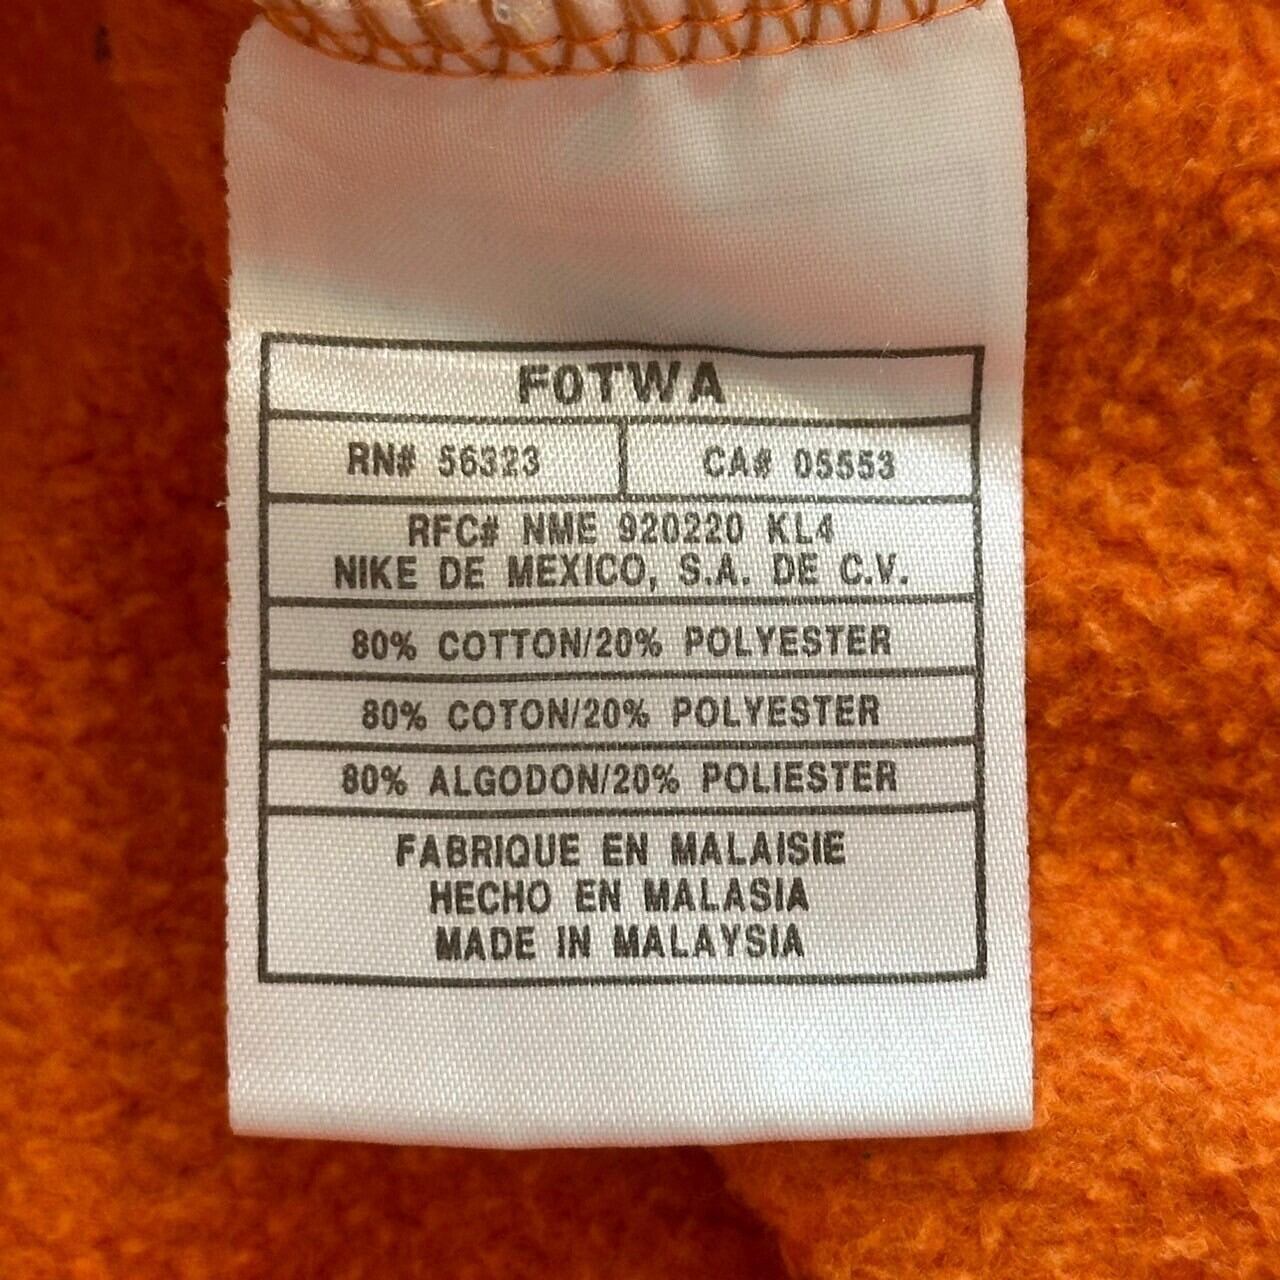 F0TWA
RN# 56323
CA# 05553
RFC# NME 920220 KL4
NIKE DE MEXICO, S.A. DE C.V.
80% COTTON/20% POLYESTER
80% COTON/20% POLYESTER
80% ALGODON/20% POLIESTER
FABRIQUE EN MALAISIE
HECHO EN MALASIA
MADE IN MALAYSIA